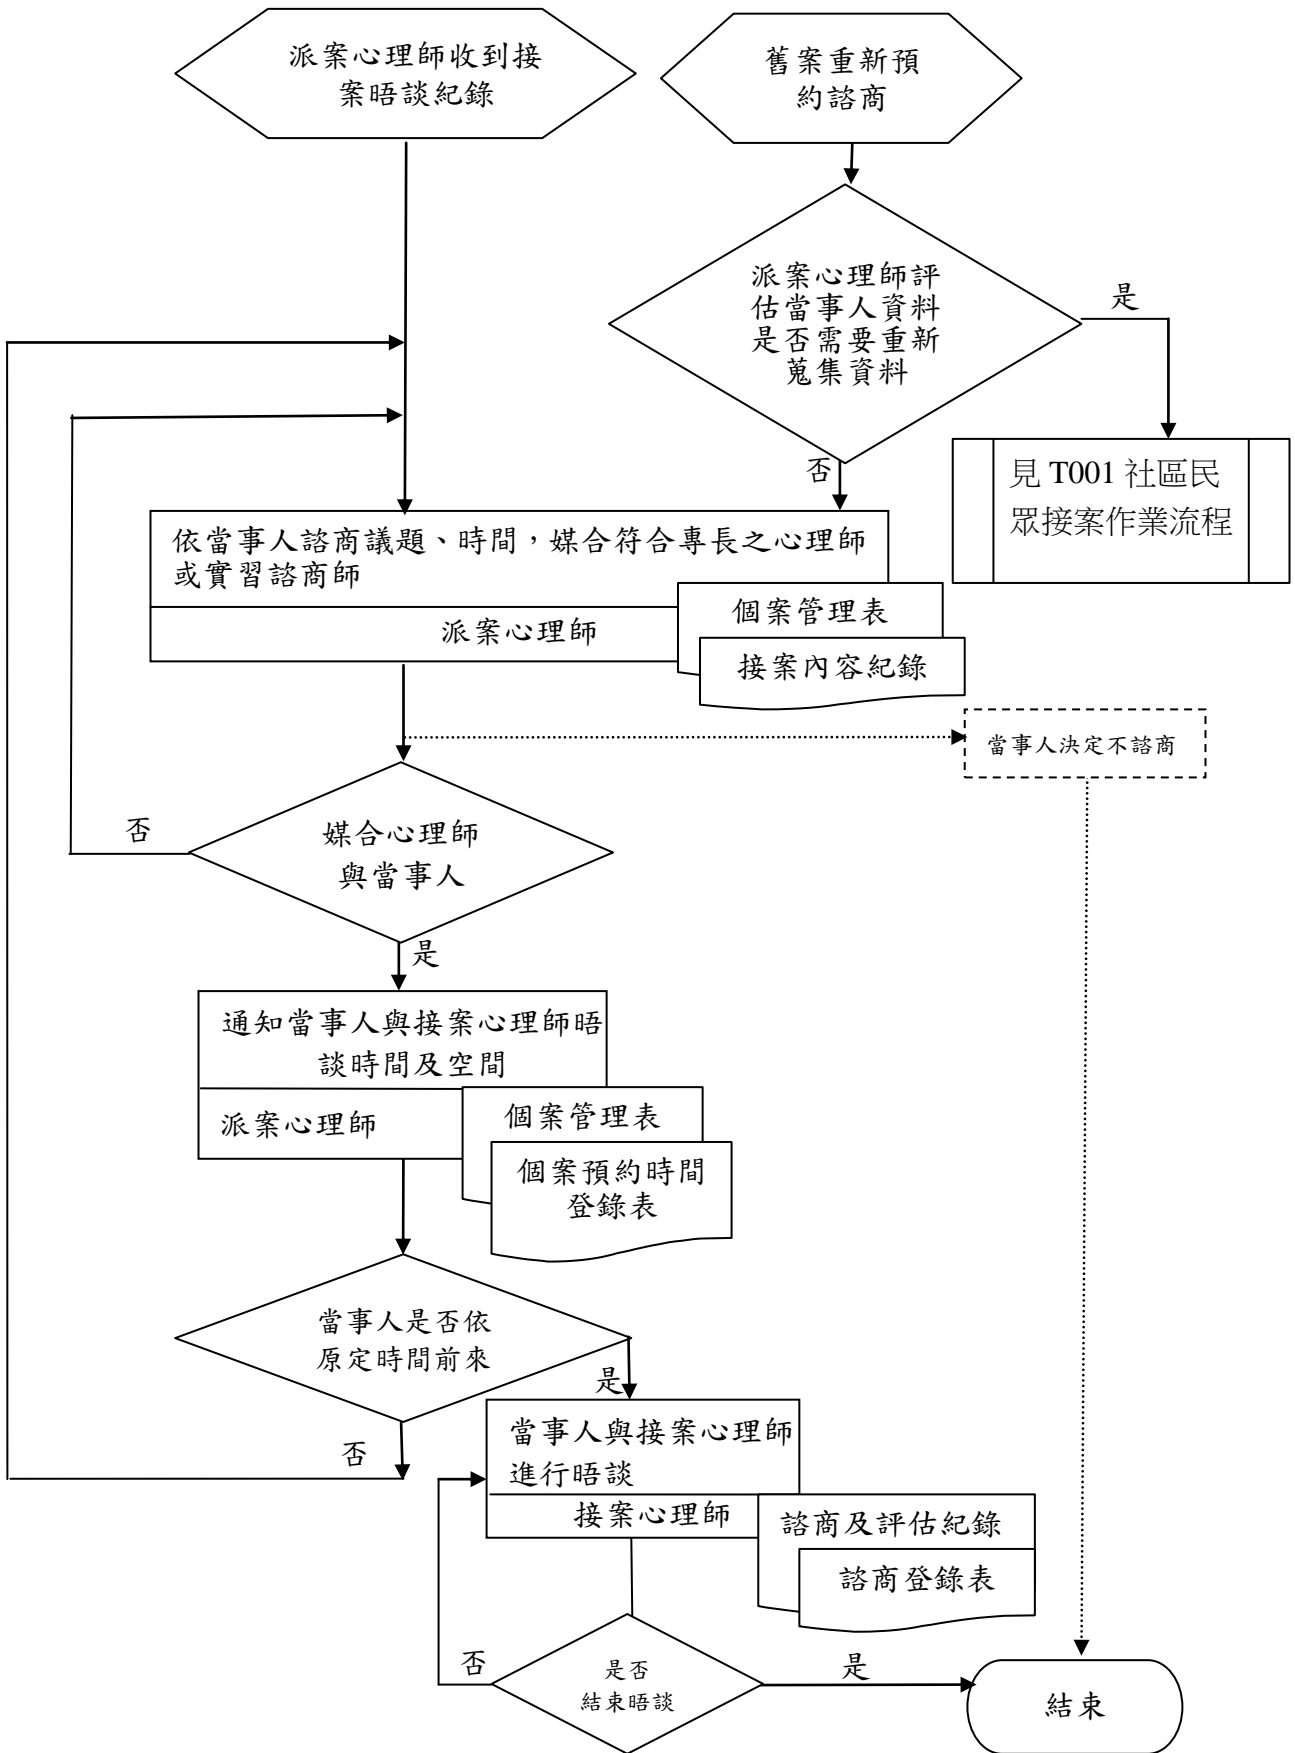 派案心理師收到接
案晤談紀錄
舊案重新預
約諮商
派案心理師評
估當事人資料
是否需要重新
蒐集資料
是
否
見 T001 社區民
眾接案作業流程
依當事人諮商議題、時間，媒合符合專長之心理師
或實習諮商師
派案心理師
個案管理表
接案內容紀錄
當事人決定不諮商
否
媒合心理師
與當事人
是
通知當事人與接案心理師晤
談時間及空間
派案心理師
個案管理表
個案預約時間
登錄表
當事人是否依
原定時間前來
是
否
當事人與接案心理師
進行晤談
接案心理師
諮商及評估紀錄
諮商登錄表
否
是否
結束晤談
是
結束